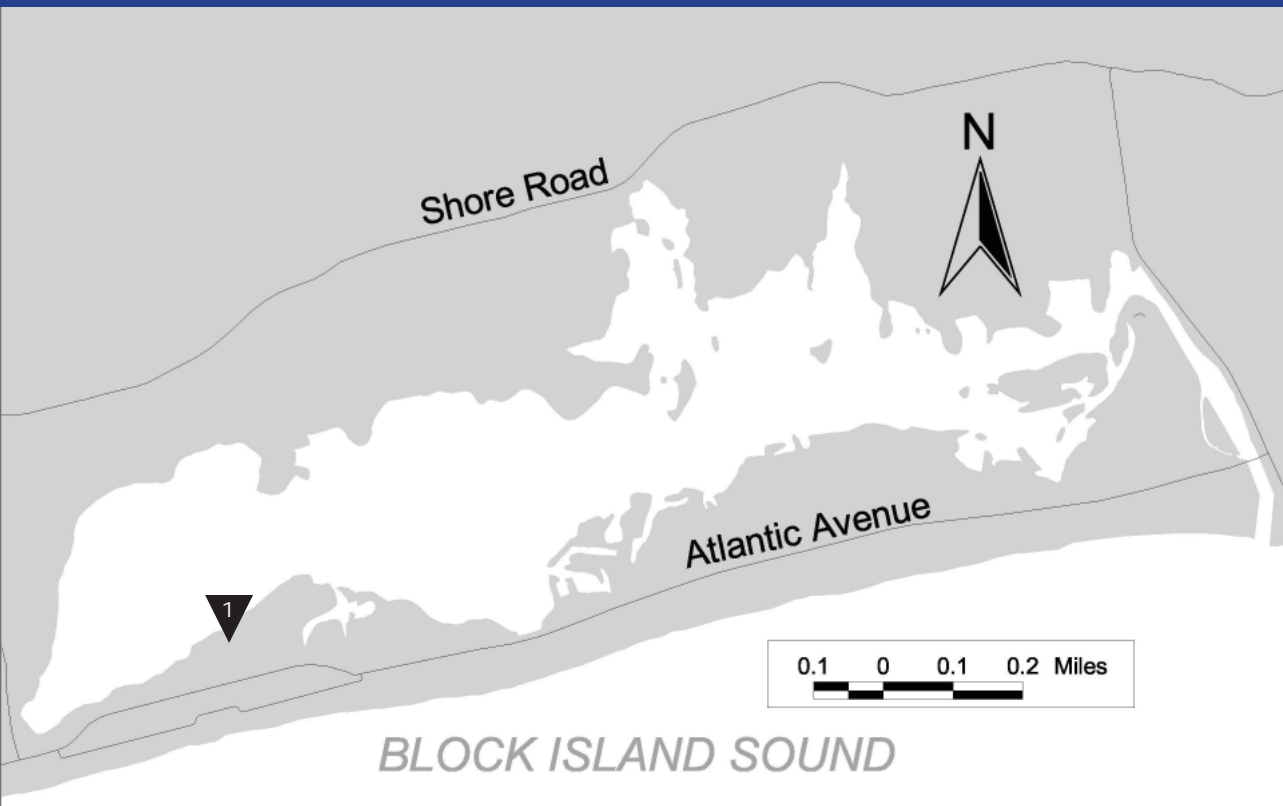 N
Shore Road
Atlantic Avenue
1
0.1 0 0.1 0.2 Miles
BLOCK ISLAND SOUND